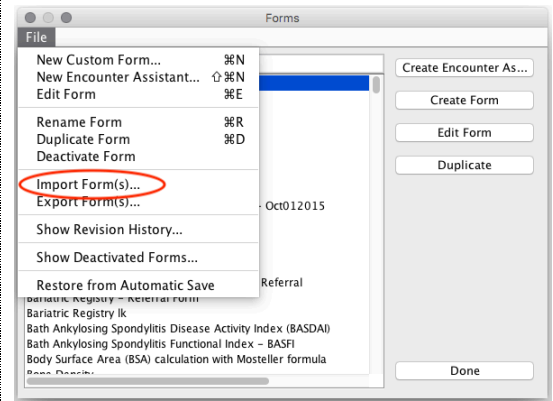 Forms
File
New Custom Form... ⌘N
New Encounter Assistant... ⇧⌘N
Edit Form ⌘E
Rename Form ⌘R
Duplicate Form ⌘D
Deactivate Form
Import Form(s)...
Export Form(s)...
Show Revision History...
Show Deactivated Forms...
Restore from Automatic Save
- Oct012015
Referral
Bariatric Registry - Referral Form
Bariatric Registry lk
Bath Ankylosing Spondylitis Disease Activity Index (BASDAI)
Bath Ankylosing Spondylitis Functional Index - BASFI
Body Surface Area (BSA) calculation with Mosteller formula
Bone Density
Create Encounter As...
Create Form
Edit Form
Duplicate
Done